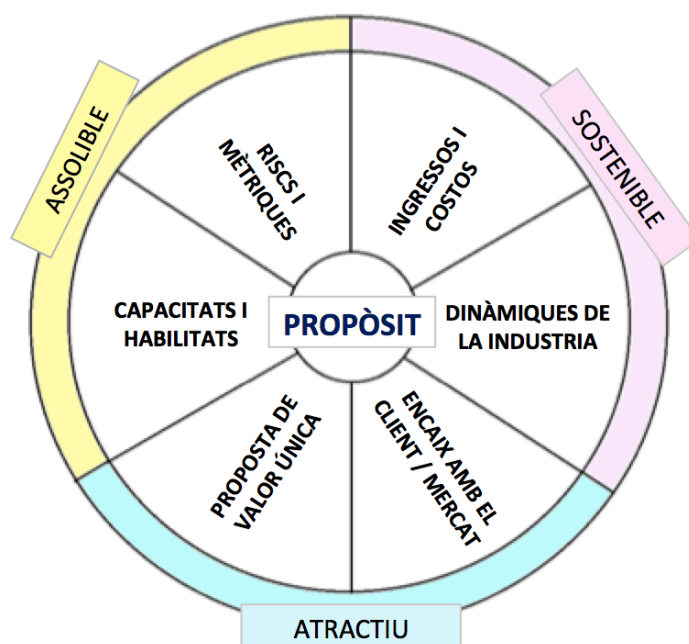 ASSOLIBLE
SOSTENIBLE
RISCS I
MÈTRIQUES
INGRESSOS I
COSTOS
CAPACITATS I
HABILITATS
PROPÒSIT
DINÀMIQUES DE
LA INDUSTRIA
PROPOSTA DE
VALOR ÚNICA
ENCAIX AMB EL
CLIENT / MERCAT
ATRACTIU